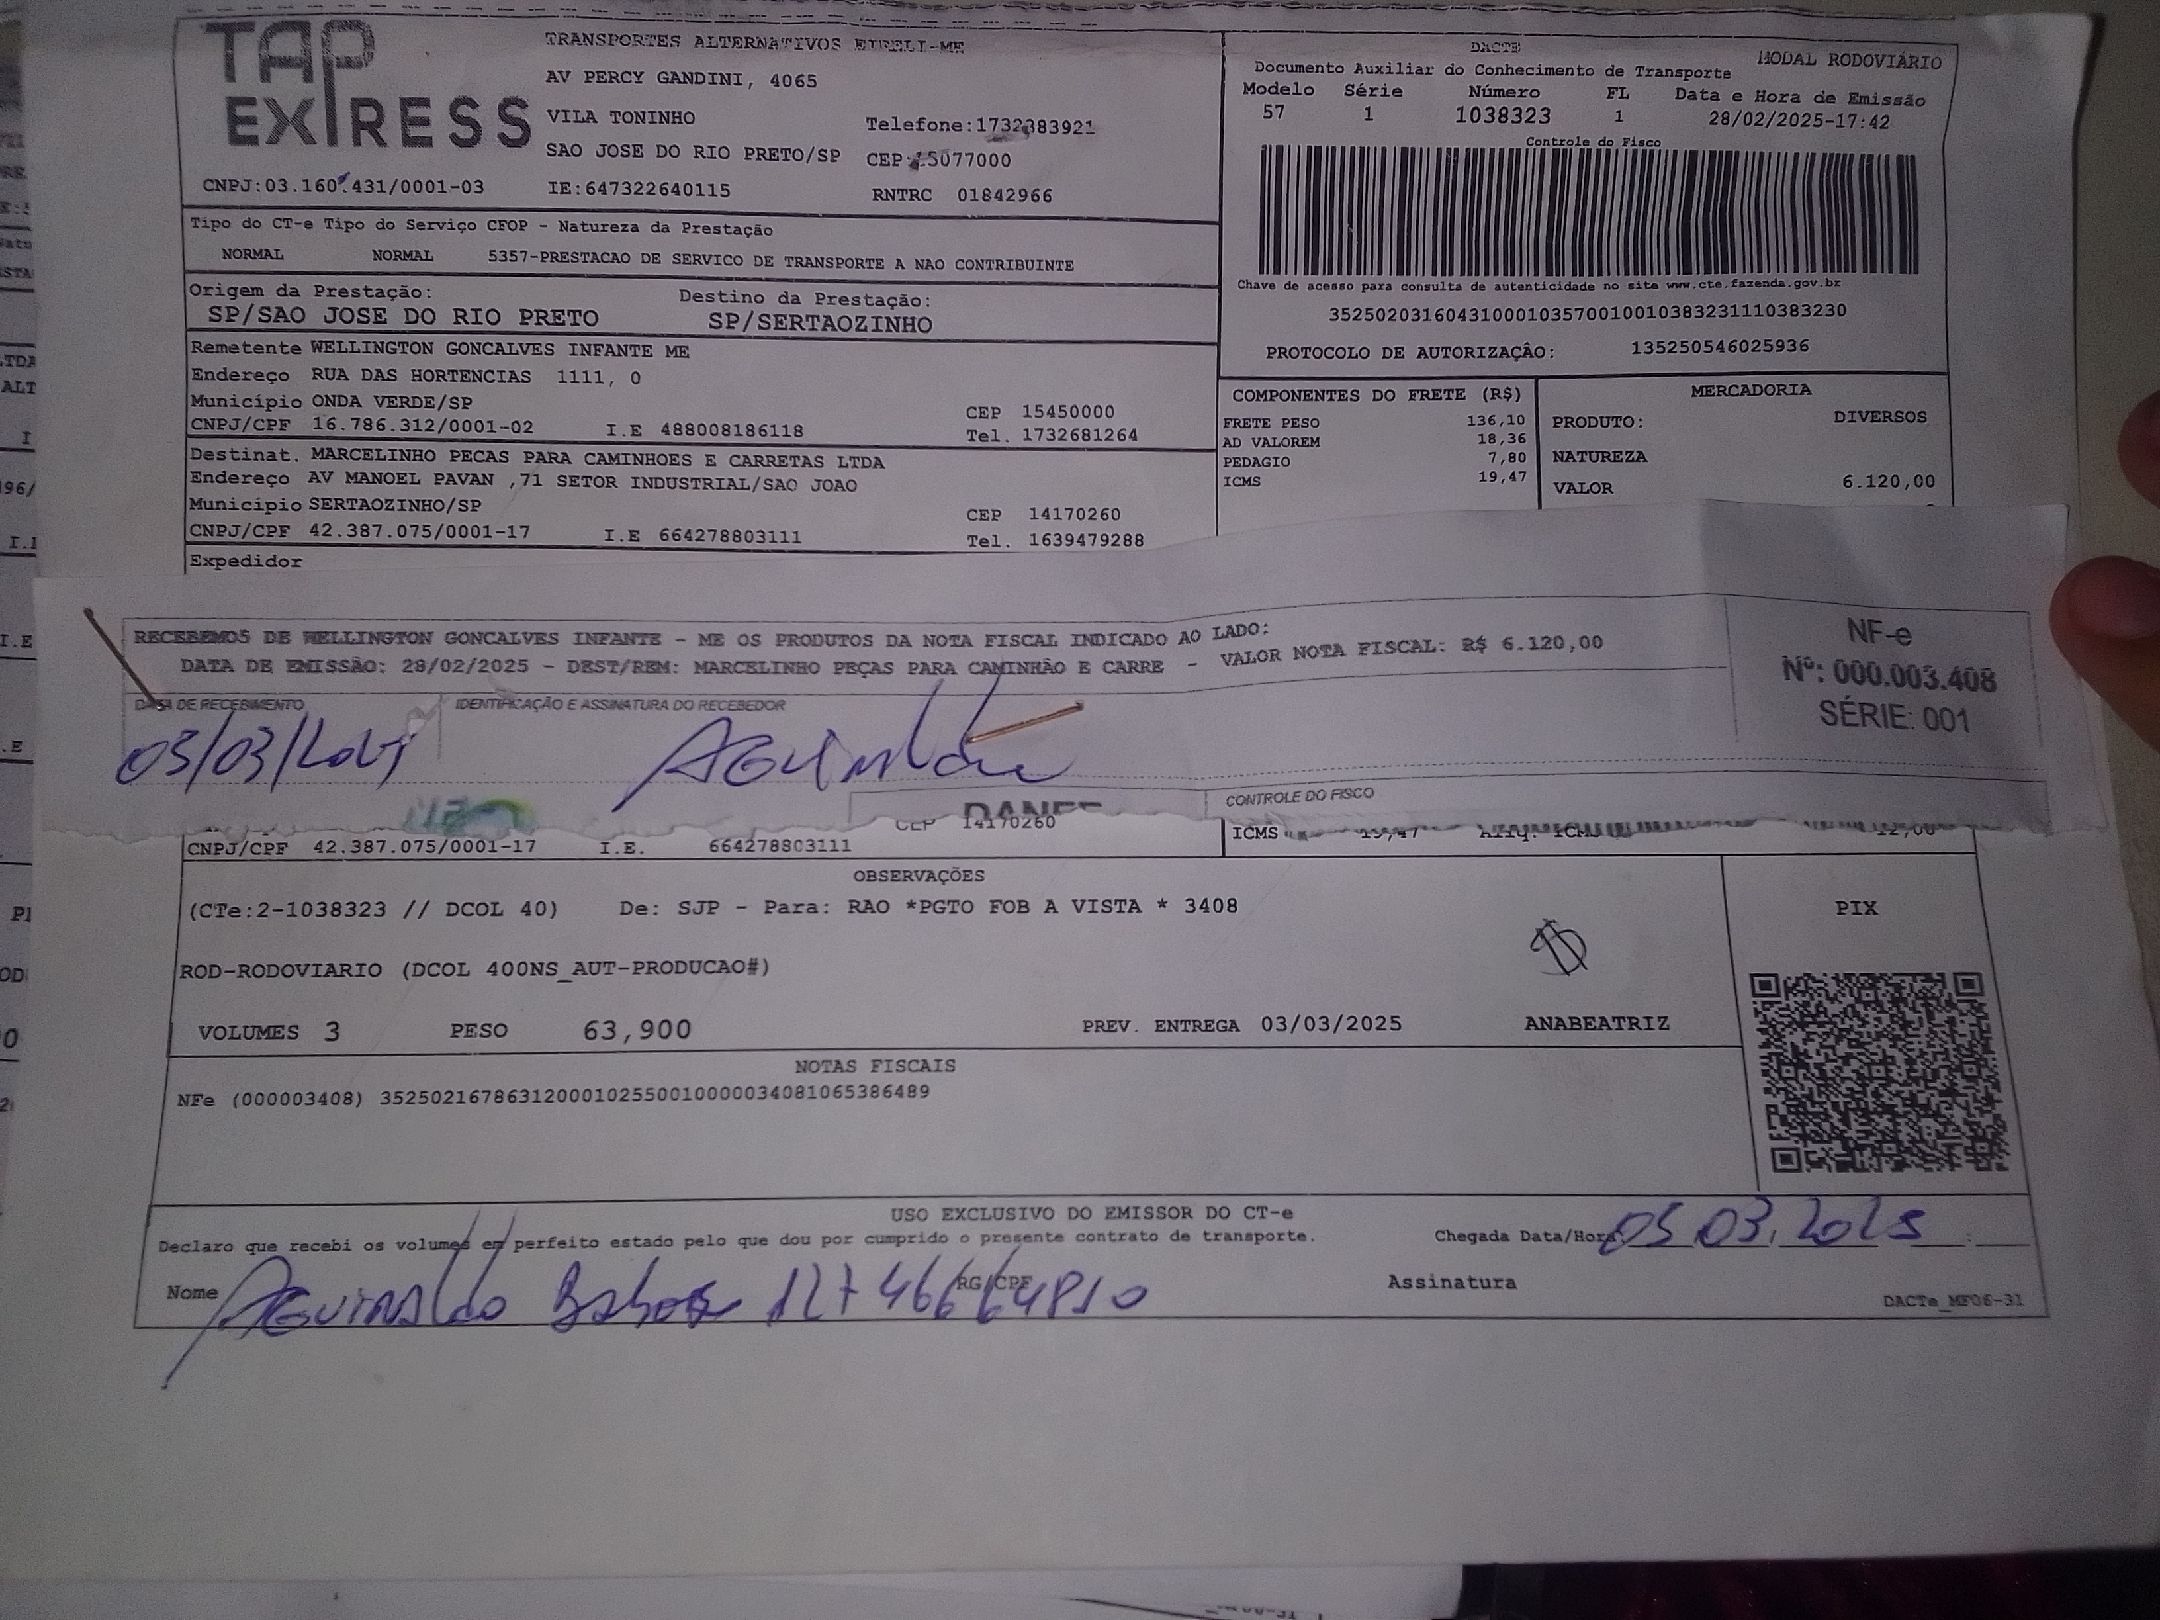 TAP EXPRESS
TRANSPORTES ALTERNATIVOS EIRELI-ME
AV PERCY GANDINI, 4065
VILA TONINHO
Telefone:1732383921
SAO JOSE DO RIO PRETO/SP CEP:15077000
CNPJ:03.160.431/0001-03 IE:647322640115 RNTRC 01842966
DACTE
MODAL RODOVIÁRIO
Documento Auxiliar do Conhecimento de Transporte
Modelo Série Número FL Data e Hora de Emissão
57 1 1038323 1 28/02/2025-17:42
Controle do Fisco
Chave de acesso para consulta de autenticidade no site www.cte.fazenda.gov.br
35250203160431000103570010010383231110383230
PROTOCOLO DE AUTORIZAÇÂO: 135250546025936
Tipo do CT-e Tipo do Serviço CFOP - Natureza da Prestação
NORMAL NORMAL 5357-PRESTACAO DE SERVICO DE TRANSPORTE A NAO CONTRIBUINTE
Origem da Prestação: Destino da Prestação:
SP/SAO JOSE DO RIO PRETO SP/SERTAOZINHO
Remetente WELLINGTON GONCALVES INFANTE ME
Endereço RUA DAS HORTENCIAS 1111, 0
Município ONDA VERDE/SP CEP 15450000
CNPJ/CPF 16.786.312/0001-02 I.E 488008186118 Tel. 1732681264
Destinat. MARCELINHO PECAS PARA CAMINHOES E CARRETAS LTDA
Endereço AV MANOEL PAVAN ,71 SETOR INDUSTRIAL/SAO JOAO
Município SERTAOZINHO/SP CEP 14170260
CNPJ/CPF 42.387.075/0001-17 I.E 664278803111 Tel. 1639479288
Expedidor
COMPONENTES DO FRETE (R$)
FRETE PESO 136,10
AD VALOREM 18,36
PEDAGIO 7,80
ICMS 19,47
MERCADORIA
PRODUTO: DIVERSOS
NATUREZA
VALOR 6.120,00
RECEBEMOS DE WELLINGTON GONCALVES INFANTE - ME OS PRODUTOS DA NOTA FISCAL INDICADO AO LADO:
DATA DE EMISSÃO: 28/02/2025 - DEST/REM: MARCELINHO PEÇAS PARA CAMINHÃO E CARRE - VALOR NOTA FISCAL: R$ 6.120,00
NF-e
Nº: 000.003.408
SÉRIE: 001
DATA DE RECEBIMENTO IDENTIFICAÇÃO E ASSINATURA DO RECEBEDOR
Aguinaldo
DANFE
CONTROLE DO FISCO
CEP 14170260
ICMS 19,47 12,00
CNPJ/CPF 42.387.075/0001-17 I.E. 664278803111
OBSERVAÇÕES
(CTe:2-1038323 // DCOL 40) De: SJP - Para: RAO *PGTO FOB A VISTA * 3408
ROD-RODOVIARIO (DCOL 400NS_AUT-PRODUCAO#)
VOLUMES 3 PESO 63,900 PREV. ENTREGA 03/03/2025 ANABEATRIZ
PIX
NOTAS FISCAIS
NFe (000003408) 35250216786312000102550010000034081065386489
USO EXCLUSIVO DO EMISSOR DO CT-e
Declaro que recebi os volumes em perfeito estado pelo que dou por cumprido o presente contrato de transporte.
Chegada Data/Hora: 03 03. 2025
Nome Aguinaldo RG/CPF 12746664810 Assinatura
DACTe_MF06-31